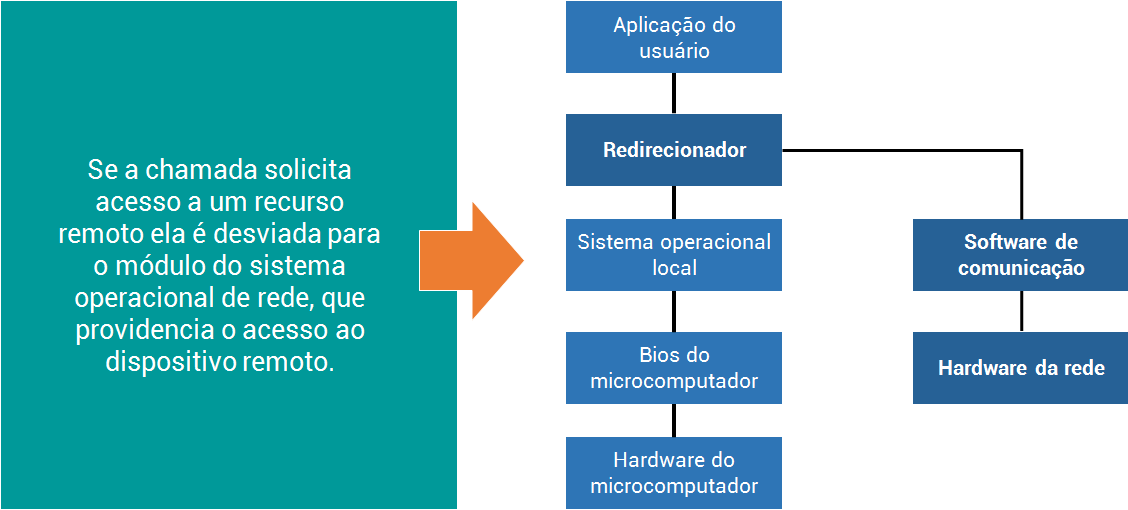 Se a chamada solicita
acesso a um recurso
remoto ela é desviada para
o módulo do sistema
operacional de rede, que
providencia o acesso ao
dispositivo remoto.
Aplicação do
usuário
Redirecionador
Sistema operacional
local
Software de
comunicação
Bios do
microcomputador
Hardware da rede
Hardware do
microcomputador